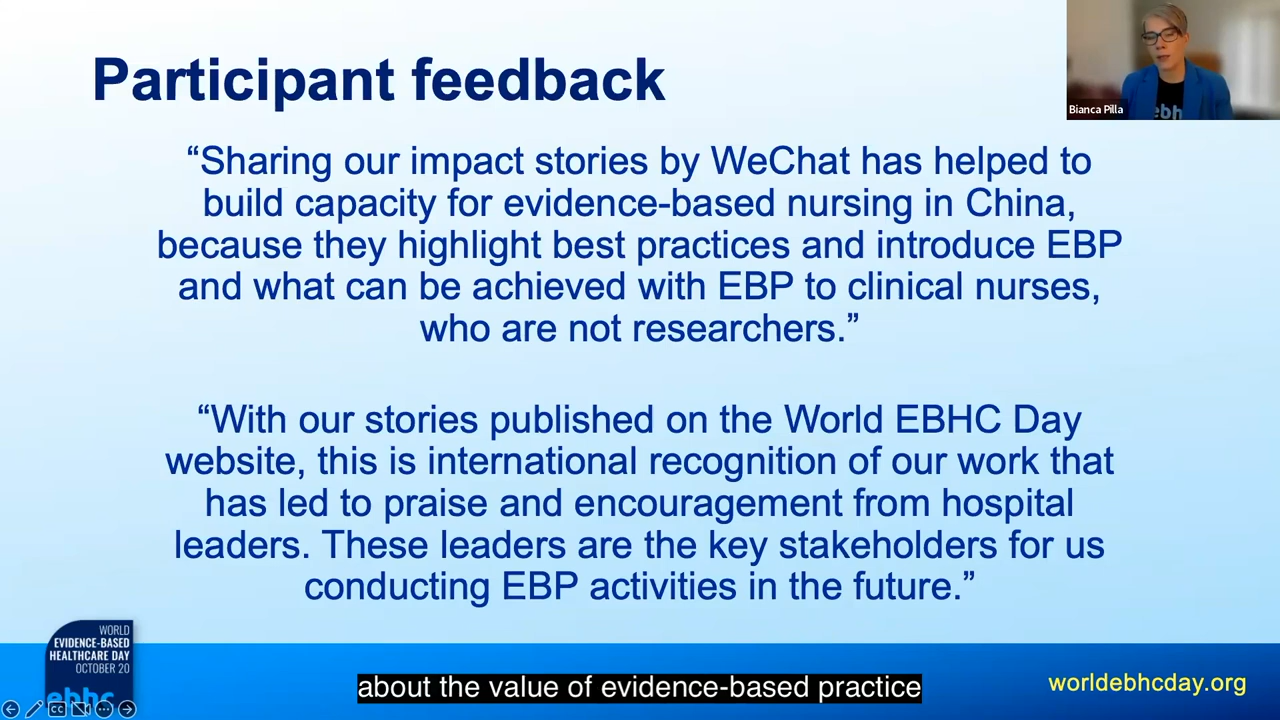 Participant feedback
Bianca Pilla
ebh
“Sharing our impact stories by WeChat has helped to
build capacity for evidence-based nursing in China,
because they highlight best practices and introduce EBP
and what can be achieved with EBP to clinical nurses,
who are not researchers.”
“With our stories published on the World EBHC Day
website, this is international recognition of our work that
has led to praise and encouragement from hospital
leaders. These leaders are the key stakeholders for us
conducting EBP activities in the future.”
WORLD
EVIDENCE-BASED
HEALTHCARE DAY
OCTOBER 20
ebhc
CC
about the value of evidence-based practice
worldebhcday.org